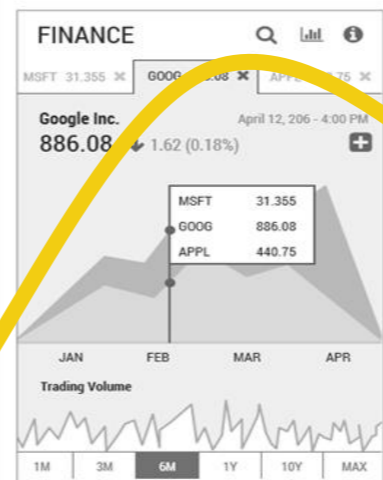 FINANCE
MSFT 31.355
GOOG
75
Google Inc.
April 12, 206 - 4:00 PM
886.08 1.62 (0.18%)
MSFT 31.355
GOOG 886.08
APPL 440.75
JAN FEB MAR APR
Trading Volume
1M 3M 6M 1Y 10Y MAX